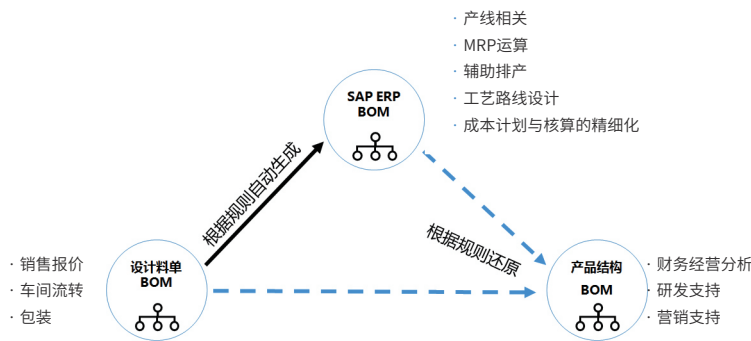 · 产线相关
· MRP运算
· 辅助排产
· 工艺路线设计
· 成本计划与核算的精细化
SAP ERP
BOM
根据规则自动生成
根据规则还原
· 销售报价
· 车间流转
· 包装
设计料单
BOM
产品结构
BOM
· 财务经营分析
· 研发支持
· 营销支持